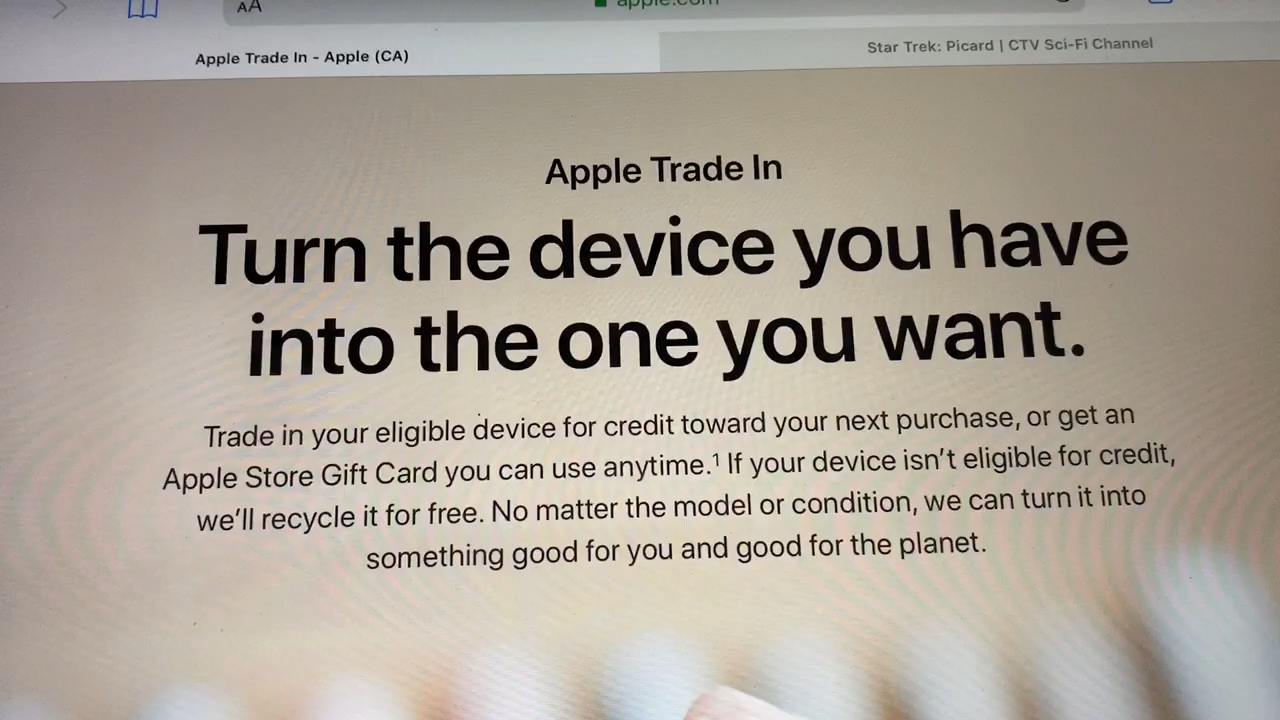 AA
apple.com
Apple Trade In - Apple (CA)
Star Trek: Picard | CTV Sci-Fi Channel
Apple Trade In
Turn the device you have
into the one you want.
Trade in your eligible device for credit toward your next purchase, or get an
Apple Store Gift Card you can use anytime.¹ If your device isn’t eligible for credit,
we’ll recycle it for free. No matter the model or condition, we can turn it into
something good for you and good for the planet.